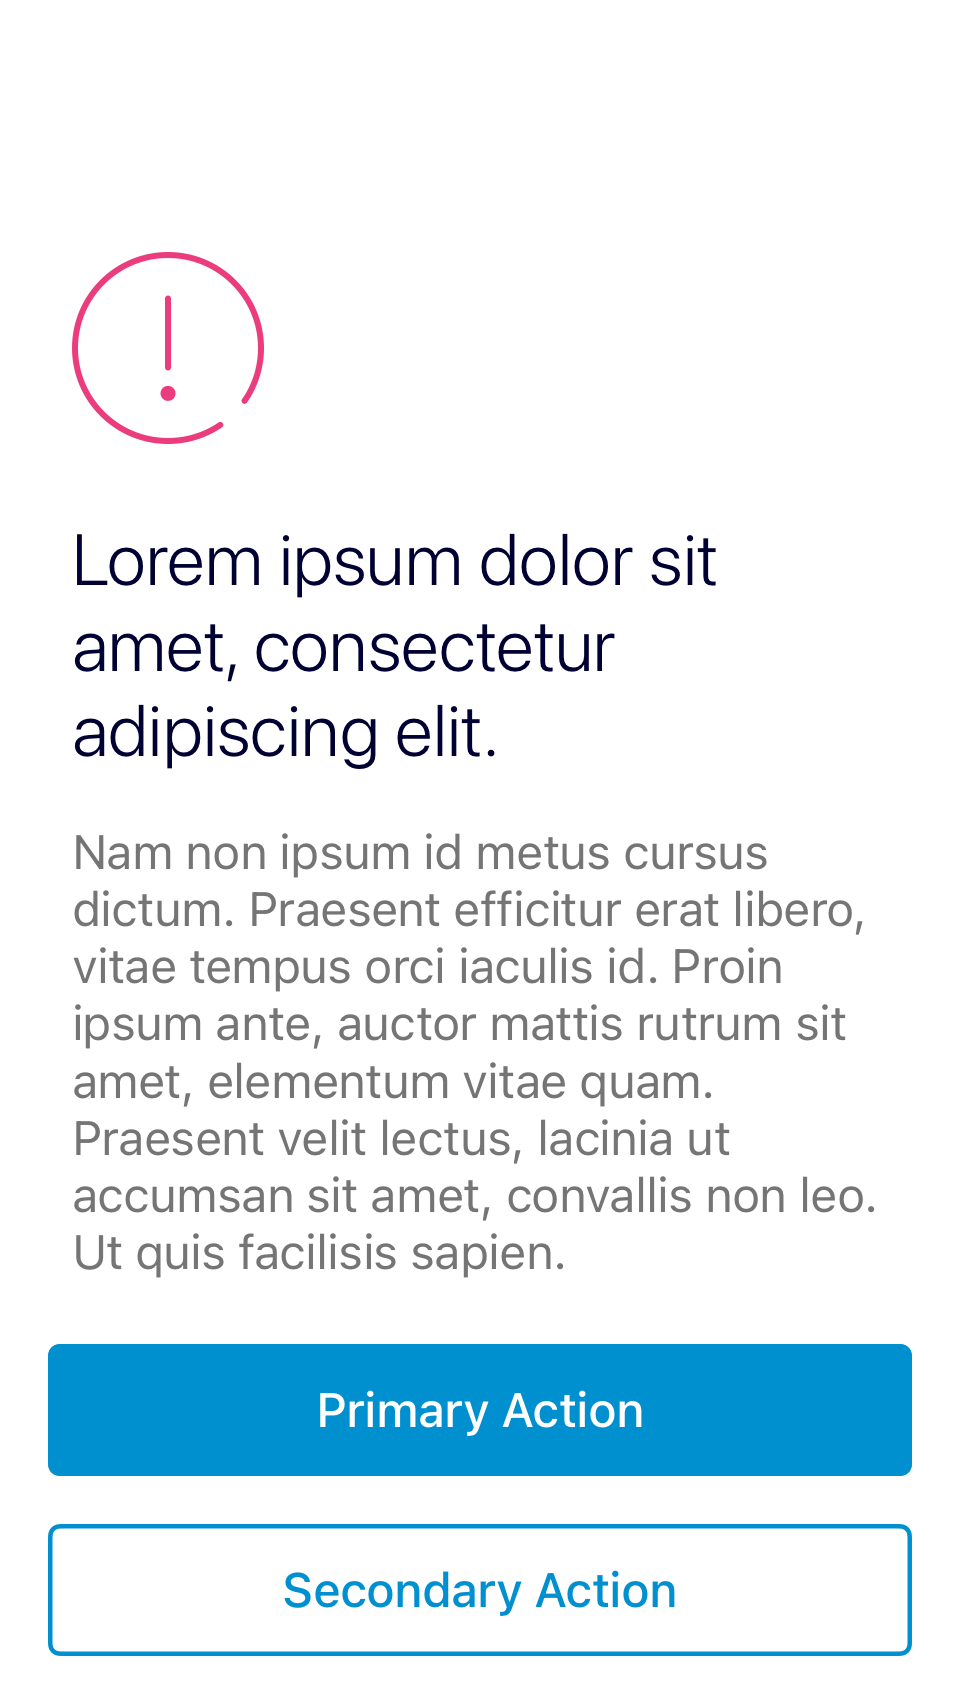 Lorem ipsum dolor sit
amet, consectetur
adipiscing elit.
Nam non ipsum id metus cursus
dictum. Praesent efficitur erat libero,
vitae tempus orci iaculis id. Proin
ipsum ante, auctor mattis rutrum sit
amet, elementum vitae quam.
Praesent velit lectus, lacinia ut
accumsan sit amet, convallis non leo.
Ut quis facilisis sapien.
Primary Action
Secondary Action